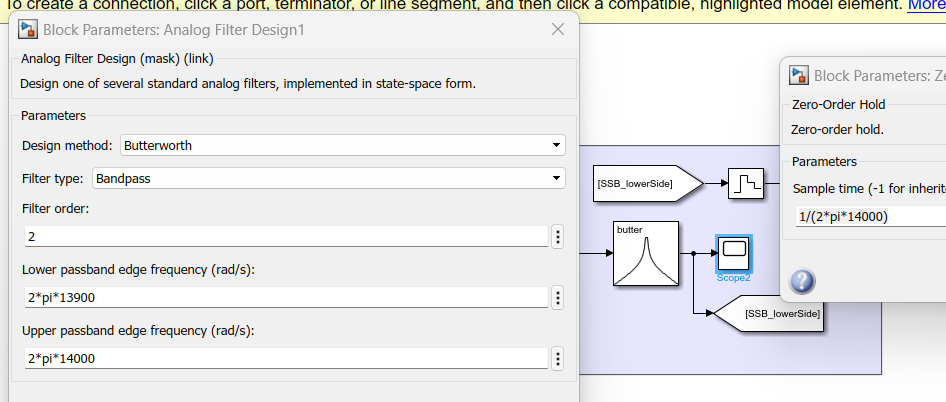 To create a connection, click a port, terminator, or line segment, and then click a compatible, highlighted model element. More
Block Parameters: Analog Filter Design1
Analog Filter Design (mask) (link)
Design one of several standard analog filters, implemented in state-space form.
Parameters
Design method: Butterworth
Filter type: Bandpass
Filter order:
2
Lower passband edge frequency (rad/s):
2*pi*13900
Upper passband edge frequency (rad/s):
2*pi*14000
[SSB_lowerSide]
butter
Scope2
[SSB_lowerSide]
Block Parameters: Ze
Zero-Order Hold
Zero-order hold.
Parameters
Sample time (-1 for inherite
1/(2*pi*14000)